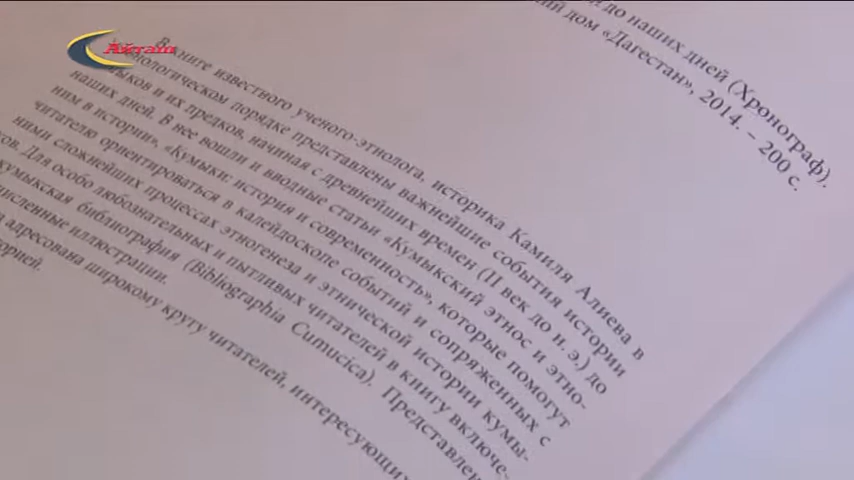 до наших дней (Хронограф).
дом «Дагестан», 2014. – 200 с.
Айташ
В книге известного ученого-этнолога, историка Камиля Алиева в
хронологическом порядке представлены важнейшие события истории
и их предков, начиная с древнейших времен (II век до н. э.) до
наших дней. В нее вошли и вводные статьи «Кумыкский этнос и этно-
ним в истории», «Кумыки: история и современность», которые помогут
читателю ориентироваться в калейдоскопе событий и сопряженных с
ними сложнейших процессах этногенеза и этнической истории кумы-
ков. Для особо любознательных и пытливых читателей в книгу включе-
кумыкская библиография (Bibliographia Cumucica). Представлен
численные иллюстрации.
адресована широкому кругу читателей, интересующих
торией.